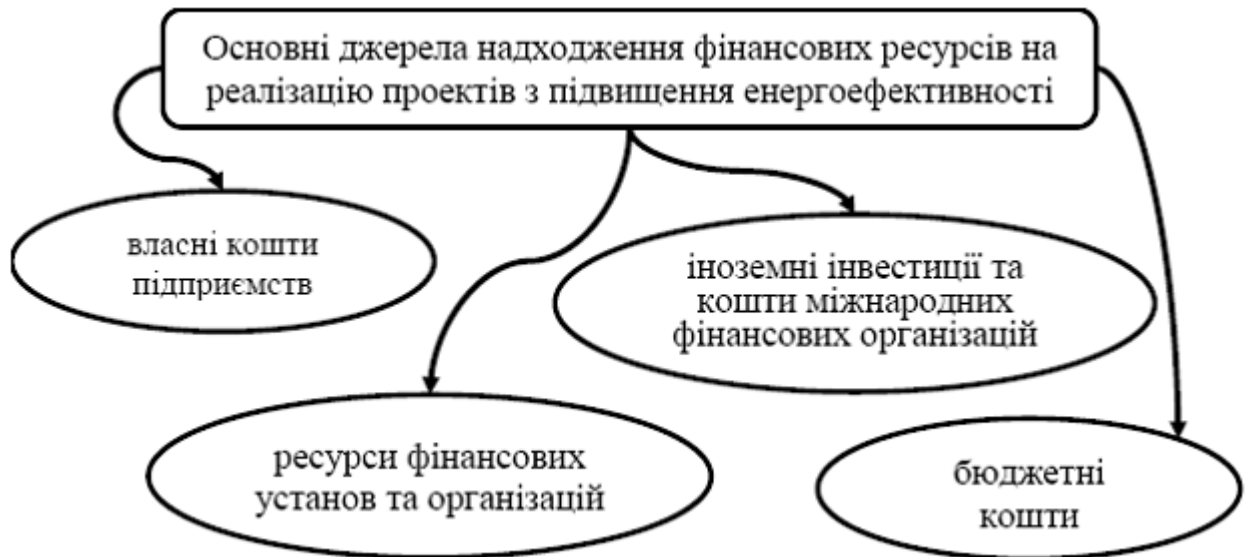 Основні джерела надходження фінансових ресурсів на
реалізацію проектів з підвищення енергоефективності
власні кошти
підприємств
іноземні інвестиції та
кошти міжнародних
фінансових організацій
ресурси фінансових
установ та організацій
бюджетні
кошти